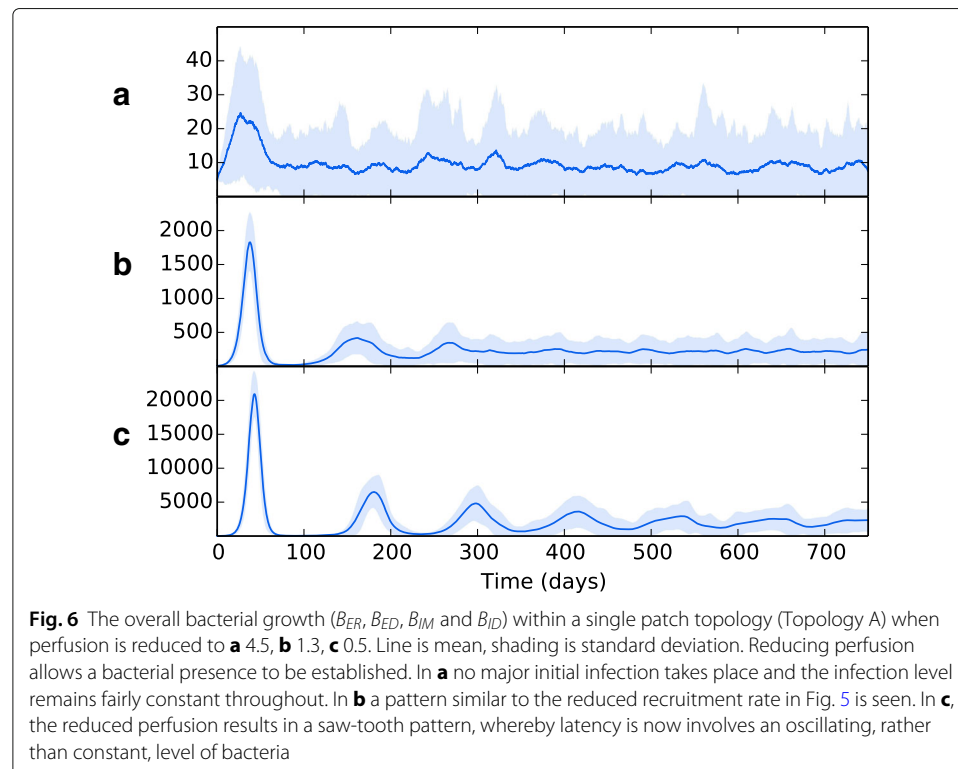 40
30
a
20
10
2000
1500
b
1000
500
20000
15000
c
10000
5000
0 100 200 300 400 500 600 700
Time (days)
Fig. 6 The overall bacterial growth (B_ER, B_ED, B_IM and B_ID) within a single patch topology (Topology A) when
perfusion is reduced to a 4.5, b 1.3, c 0.5. Line is mean, shading is standard deviation. Reducing perfusion
allows a bacterial presence to be established. In a no major initial infection takes place and the infection level
remains fairly constant throughout. In b a pattern similar to the reduced recruitment rate in Fig. 5 is seen. In c,
the reduced perfusion results in a saw-tooth pattern, whereby latency is now involves an oscillating, rather
than constant, level of bacteria